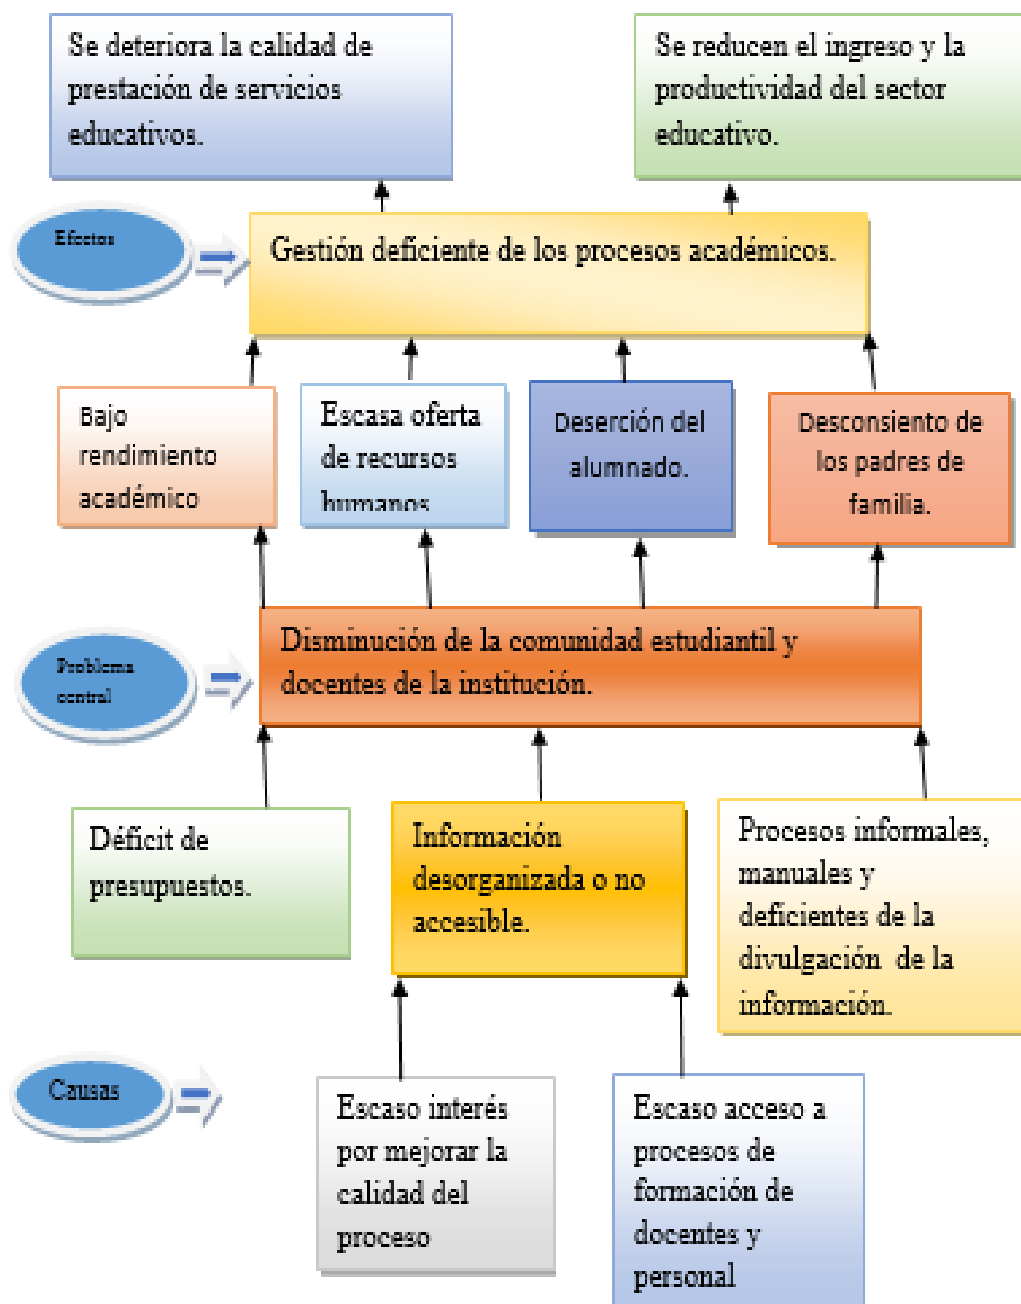 Se deteriora la calidad de
prestación de servicios
educativos.
Se reducen el ingreso y la
productividad del sector
educativo.
Efectos
Gestión deficiente de los procesos académicos.
Bajo
rendimiento
académico
Escasa oferta
de recursos
humanos
Deserción del
alumnado.
Desconsiento de
los padres de
familia.
Problema
central
Disminución de la comunidad estudiantil y
docentes de la institución.
Déficit de
presupuestos.
Información
desorganizada o no
accesible.
Procesos informales,
manuales y
deficientes de la
divulgación de la
información.
Causas
Escaso interés
por mejorar la
calidad del
proceso
Escaso acceso a
procesos de
formación de
docentes y
personal